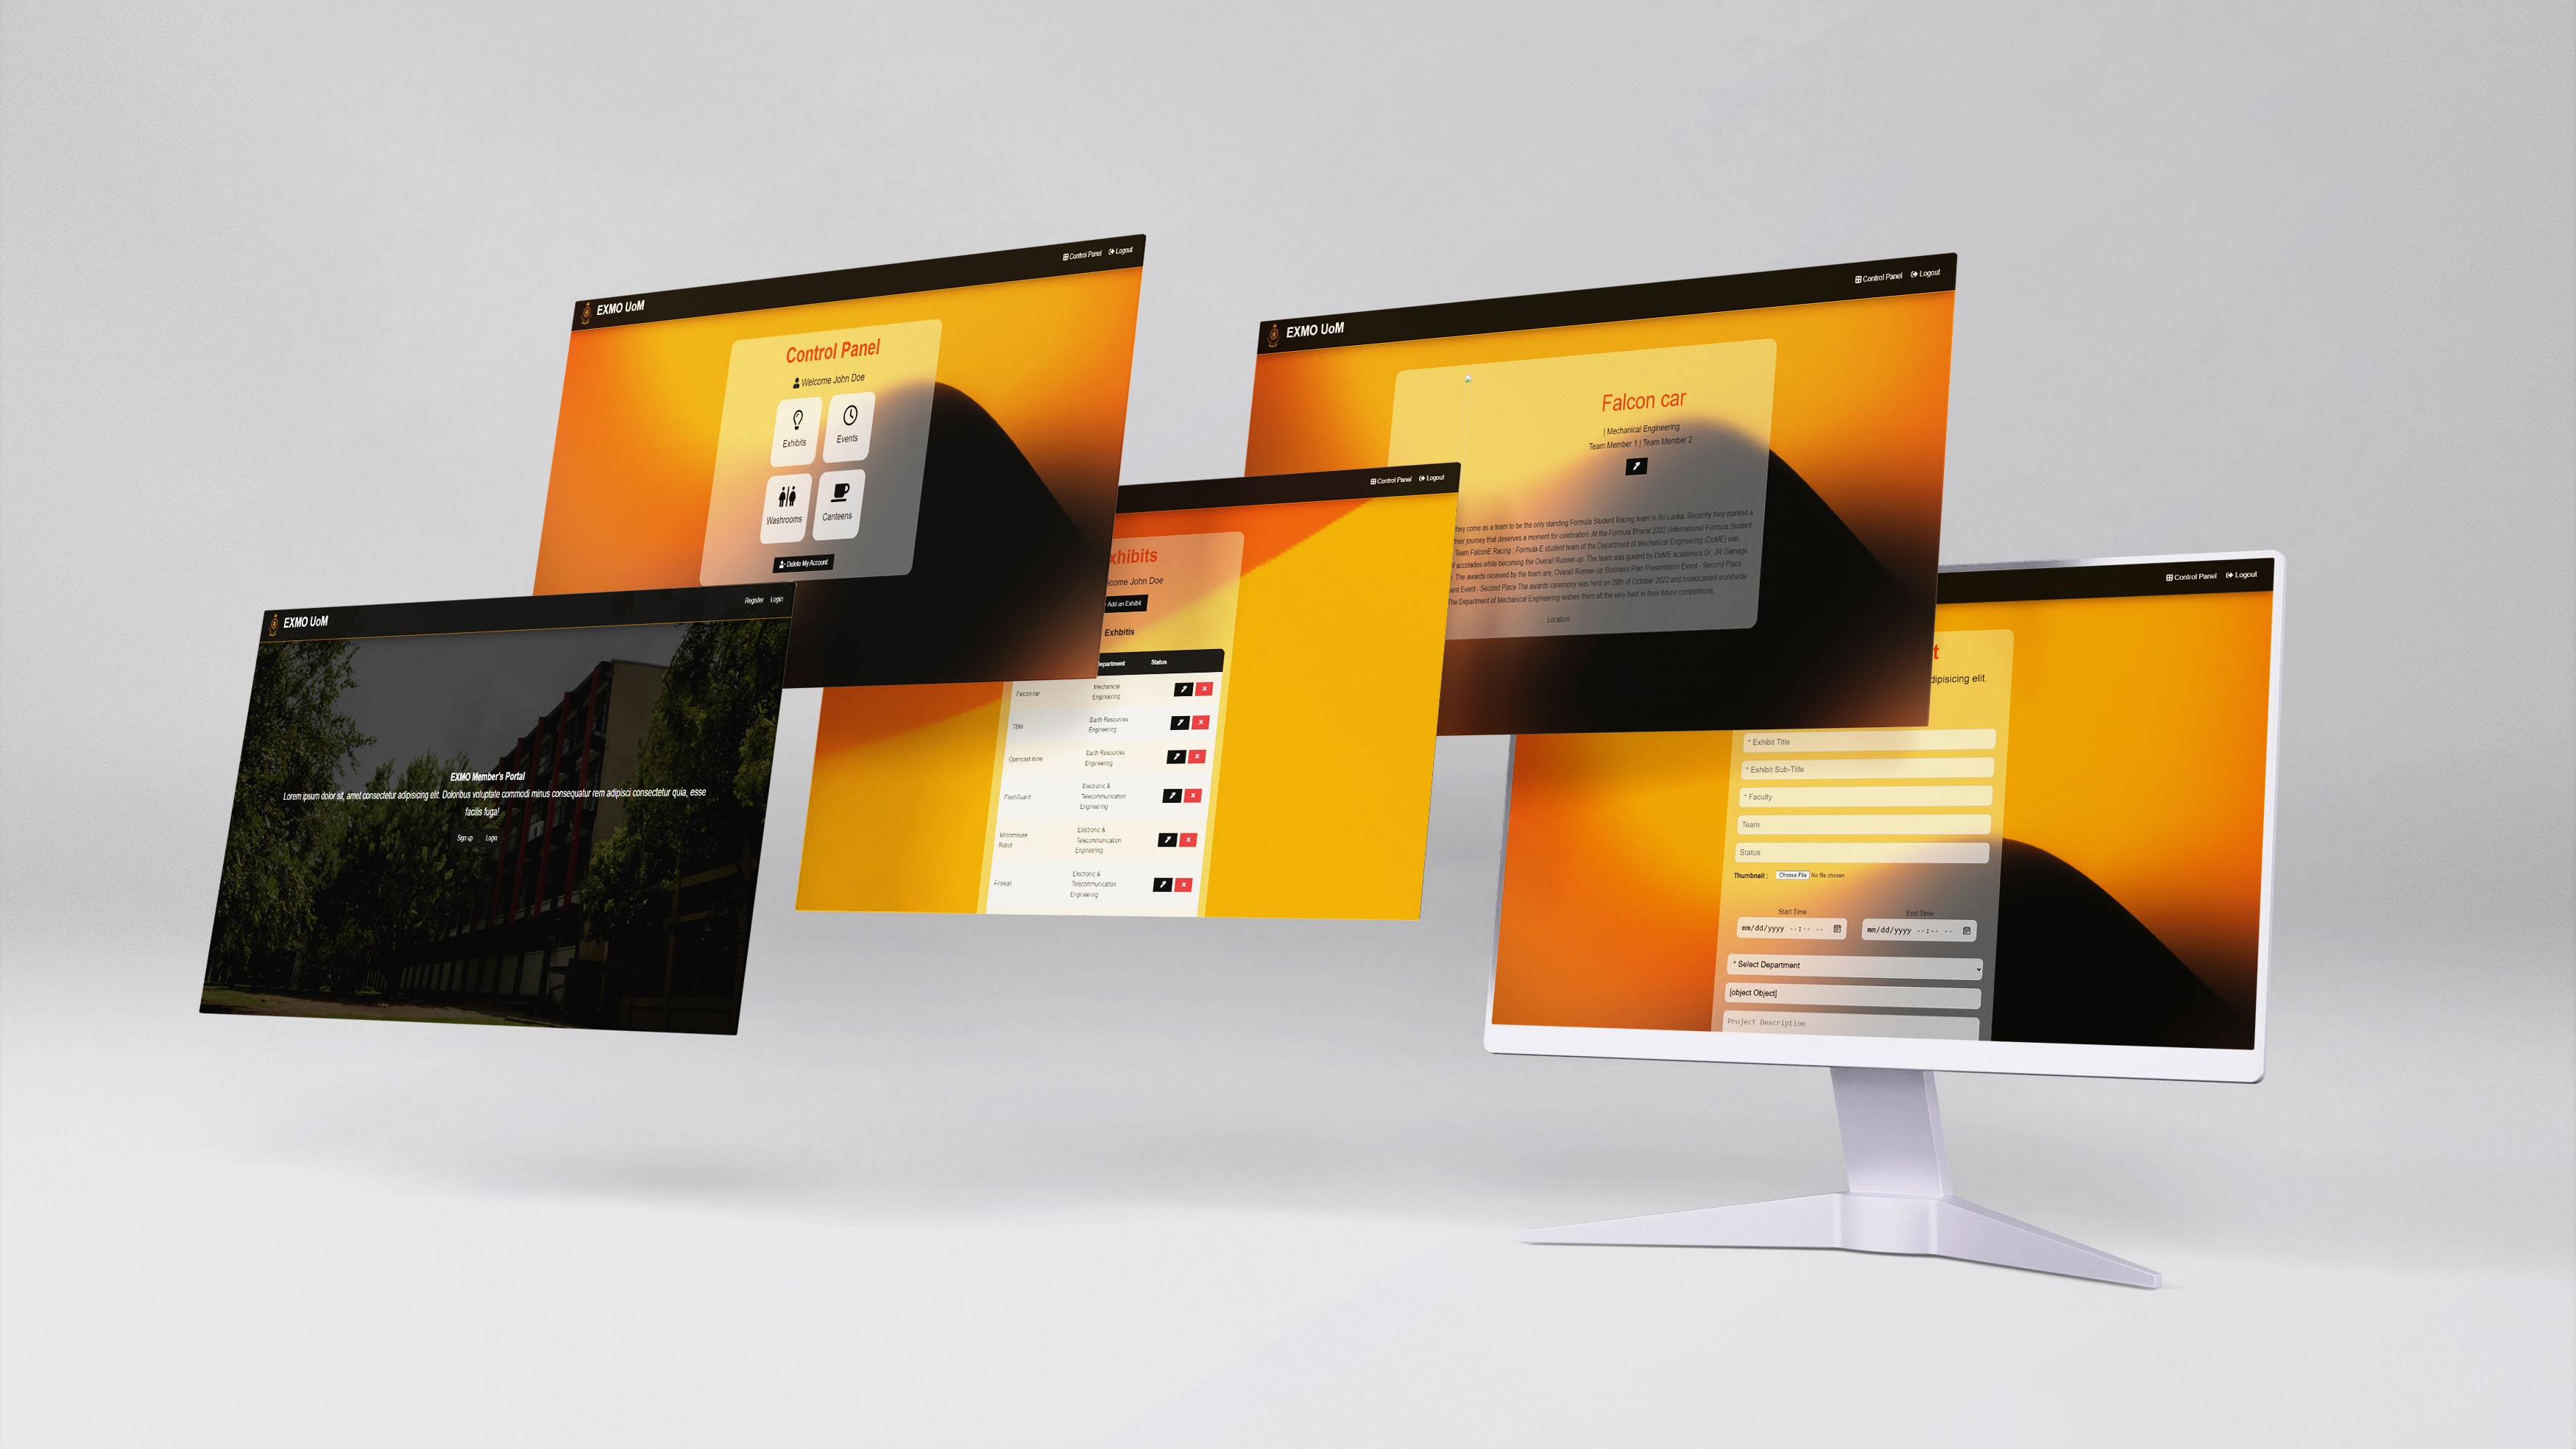 EXMO UoM
Register Login
EXMO Member's Portal
Lorem ipsum dolor sit, amet consectetur adipisicing elit. Doloribus voluptate commodi minus consequatur rem adipisci consectetur quia, esse
facilis fuga!
Sign up Login
EXMO UoM
Control Panel Logout
Control Panel
Welcome John Doe
Exhibits Events
Washrooms Canteens
Delete My Account
Control Panel Logout
xhibits
come John Doe
Add an Exhibit
Exhbitis
Department Status
Falcon car Mechanical
Engineering
TBM Earth Resources
Engineering
Opencast mine Earth Resources
Engineering
FlashGuard Electronic &
Telecommunication
Engineering
Micromouse Electronic &
Robot Telecommunication
Engineering
Firewall Electronic &
Telecommunication
Engineering
EXMO UoM
Control Panel Logout
Falcon car
| Mechanical Engineering
Team Member 1 | Team Member 2
they come as a team to be the only standing Formula Student Racing team in Sri Lanka. Recently they marked a
their journey that deserves a moment for celebration. At the Formula Bharat 2022 (International Formula Student
Team FalconE Racing ; Formula-E student team of the Department of Mechanical Engineering (DoME) was
f accolades while becoming the Overall Runner-up. The team was guided by DoME academics Dr. JR Gamage
. The awards received by the team are, Overall Runner-up Business Plan Presentation Event - Second Place
ent Event - Second Place The awards ceremony was held on 29th of October 2022 and broadcasted worldwide
The Department of Mechanical Engineering wishes them all the very best in their future competitions.
Location
Control Panel Logout
t
dipisicing elit.
* Exhibit Title
* Exhibit Sub-Title
* Faculty
Team
Status
Thumbnail : Choose File No file chosen
Start Time End Time
mm/dd/yyyy --:-- -- mm/dd/yyyy --:-- --
* Select Department
[object Object]
Project Description